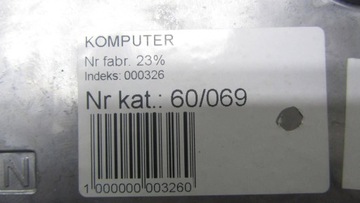 KOMPUTER
Nr fabr. 23%
Indeks: 000326
Nr kat.: 60/069
1 000000 003260
N